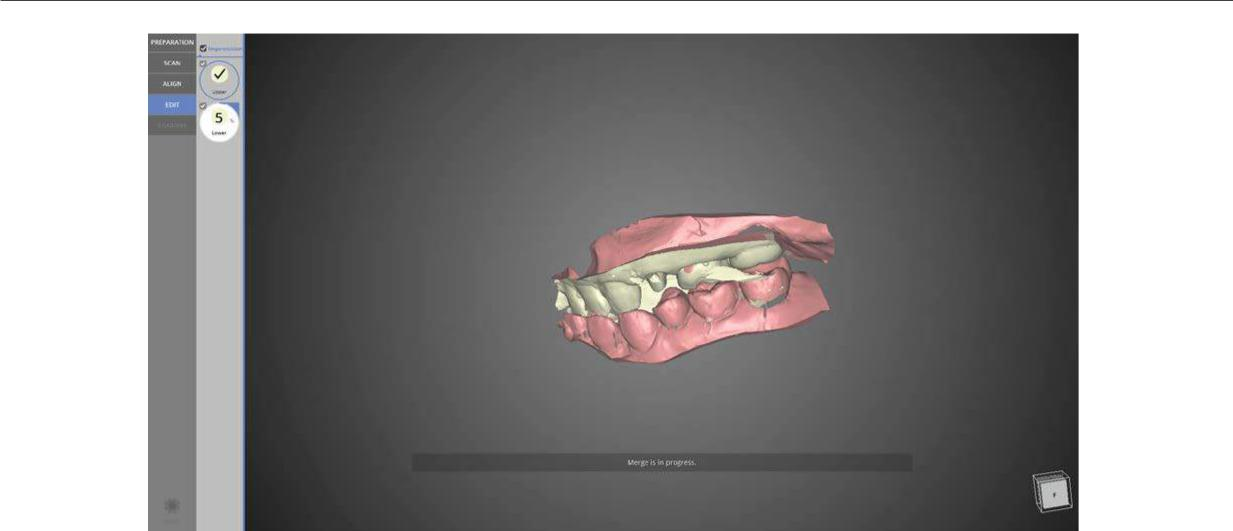 PREPARATION
SCAN
ALIGN
EDIT
Upper
5 %
Lower
Merge is in progress.
F